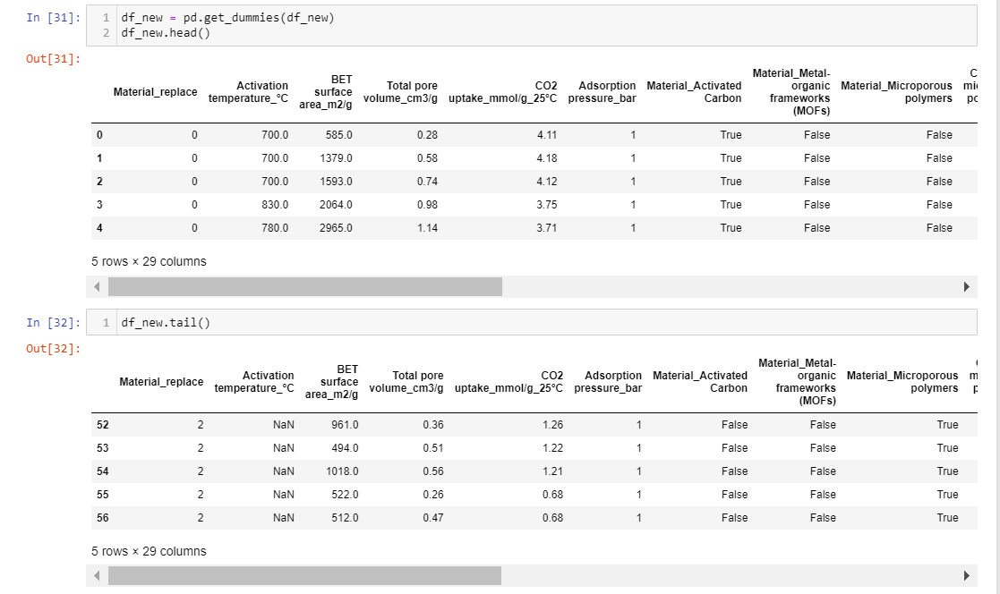 In [31]:
1 df_new = pd.get_dummies(df_new)
2 df_new.head()
Out[31]:
Material_replace Activation temperature_°C BET surface area_m2/g Total pore volume_cm3/g CO2 uptake_mmol/g_25°C Adsorption pressure_bar Material_Activated Carbon Material_Metal-organic frameworks (MOFs) Material_Microporous polymers
0 0 700.0 585.0 0.28 4.11 1 True False False
1 0 700.0 1379.0 0.58 4.18 1 True False False
2 0 700.0 1593.0 0.74 4.12 1 True False False
3 0 830.0 2064.0 0.98 3.75 1 True False False
4 0 780.0 2965.0 1.14 3.71 1 True False False
5 rows × 29 columns
In [32]:
1 df_new.tail()
Out[32]:
Material_replace Activation temperature_°C BET surface area_m2/g Total pore volume_cm3/g CO2 uptake_mmol/g_25°C Adsorption pressure_bar Material_Activated Carbon Material_Metal-organic frameworks (MOFs) Material_Microporous polymers
52 2 NaN 961.0 0.36 1.26 1 False False True
53 2 NaN 494.0 0.51 1.22 1 False False True
54 2 NaN 1018.0 0.56 1.21 1 False False True
55 2 NaN 522.0 0.26 0.68 1 False False True
56 2 NaN 512.0 0.47 0.68 1 False False True
5 rows × 29 columns